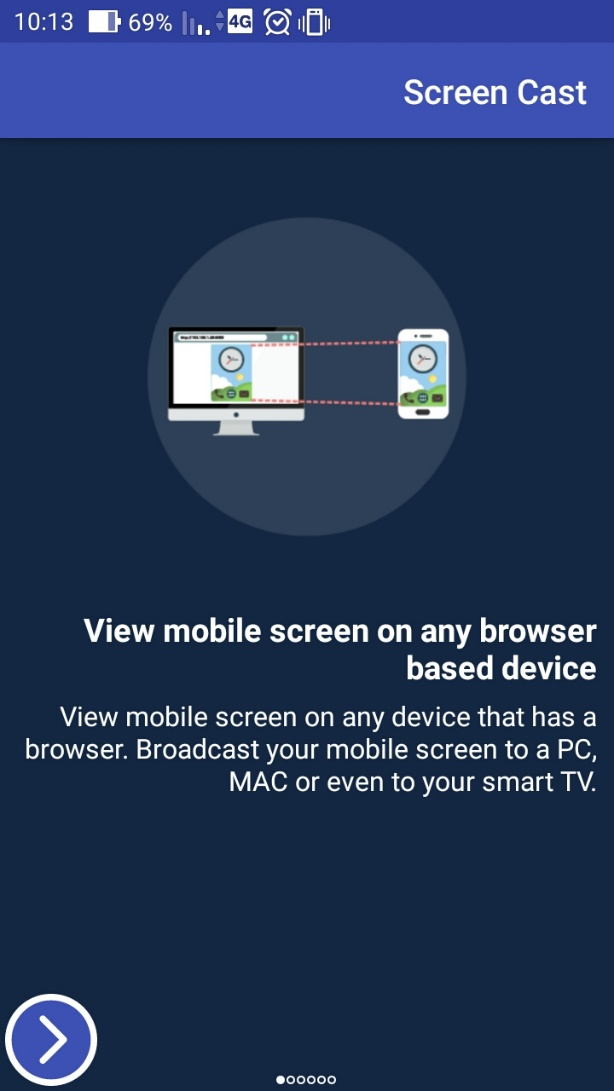 10:13 69% 4G
Screen Cast
View mobile screen on any browser
based device
View mobile screen on any device that has a
browser. Broadcast your mobile screen to a PC,
MAC or even to your smart TV.